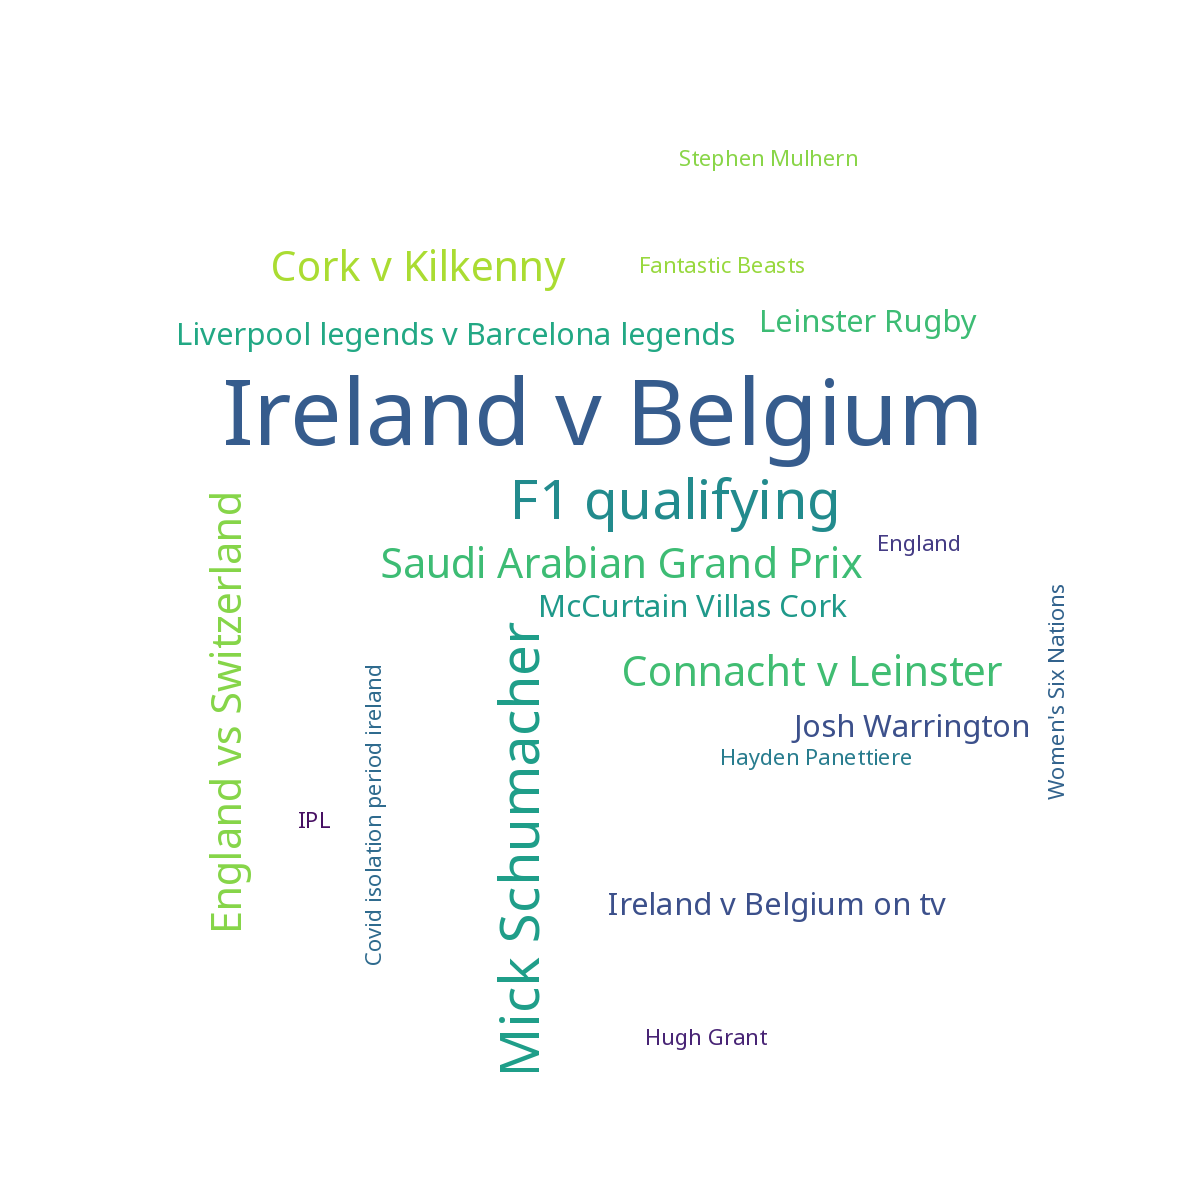 Stephen Mulhern
Cork v Kilkenny
Fantastic Beasts
Leinster Rugby
Liverpool legends v Barcelona legends
Ireland v Belgium
F1 qualifying
England
Saudi Arabian Grand Prix
McCurtain Villas Cork
England vs Switzerland
Women's Six Nations
Connacht v Leinster
Mick Schumacher
Covid isolation period ireland
Josh Warrington
Hayden Panettiere
IPL
Ireland v Belgium on tv
Hugh Grant